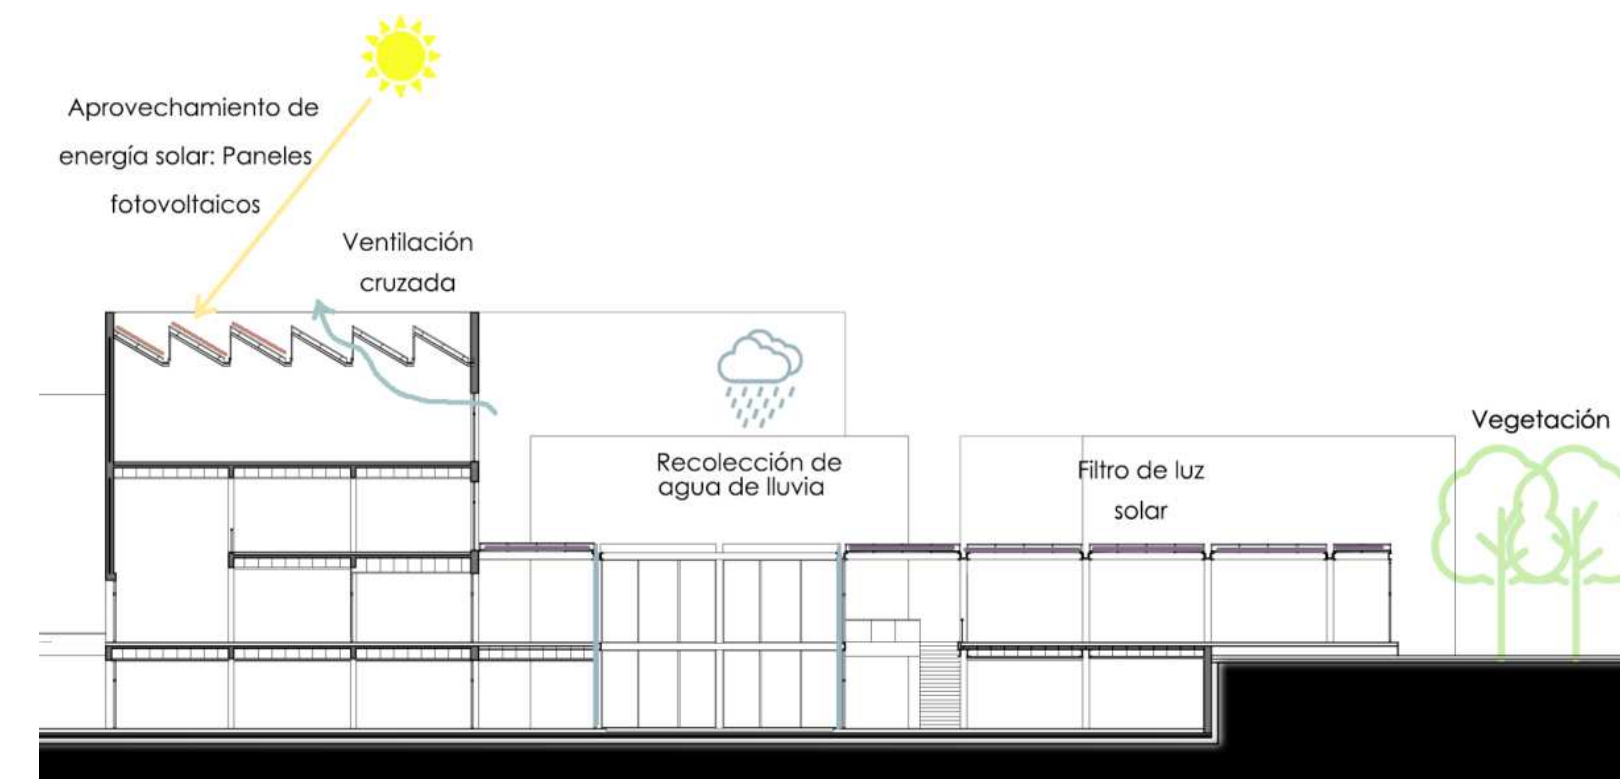 Aprovechamiento de
energía solar: Paneles
fotovoltaicos
Ventilación
cruzada
Recolección de
agua de lluvia
Filtro de luz
solar
Vegetación